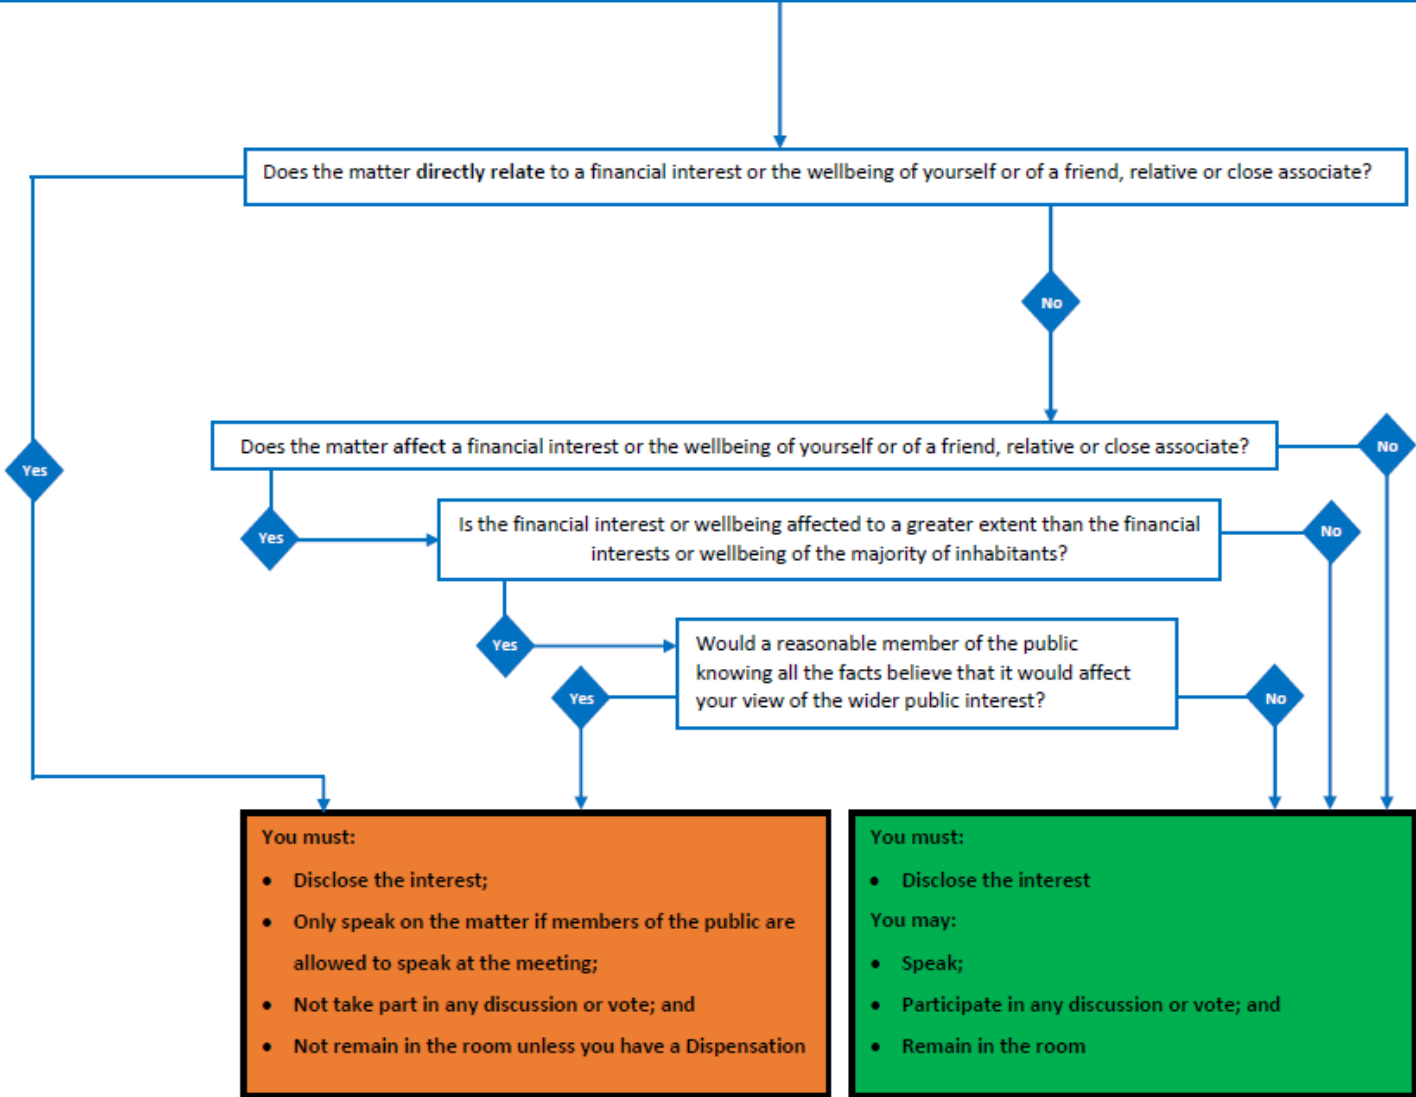 Does the matter directly relate to a financial interest or the wellbeing of yourself or of a friend, relative or close associate?
No
Does the matter affect a financial interest or the wellbeing of yourself or of a friend, relative or close associate?
No
Yes
Yes
Is the financial interest or wellbeing affected to a greater extent than the financial
interests or wellbeing of the majority of inhabitants?
No
Yes
Would a reasonable member of the public
knowing all the facts believe that it would affect
your view of the wider public interest?
Yes
No
You must:
• Disclose the interest;
• Only speak on the matter if members of the public are
allowed to speak at the meeting;
• Not take part in any discussion or vote; and
• Not remain in the room unless you have a Dispensation
You must:
• Disclose the interest
You may:
• Speak;
• Participate in any discussion or vote; and
• Remain in the room